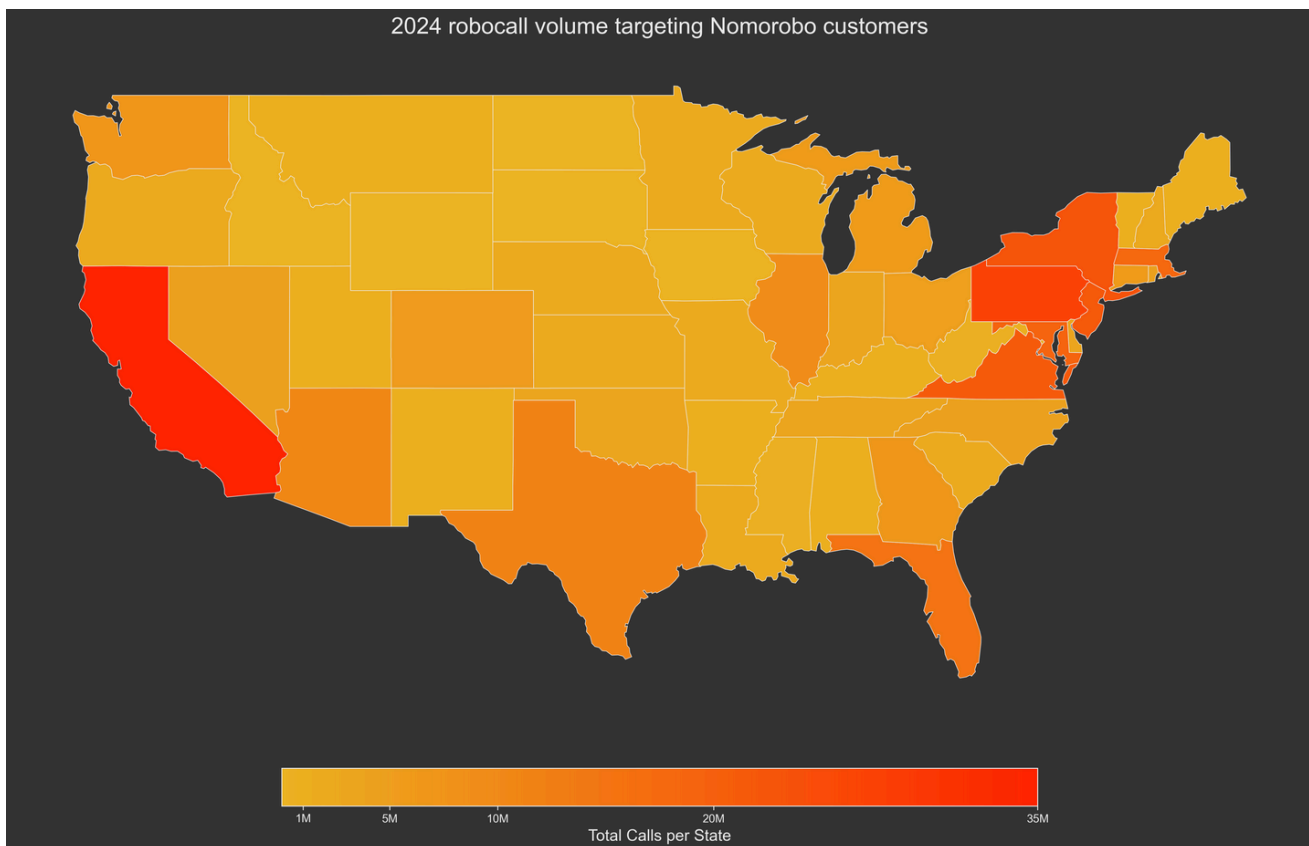 2024 robocall volume targeting Nomorobo customers
1M 5M 10M 20M 35M
Total Calls per State